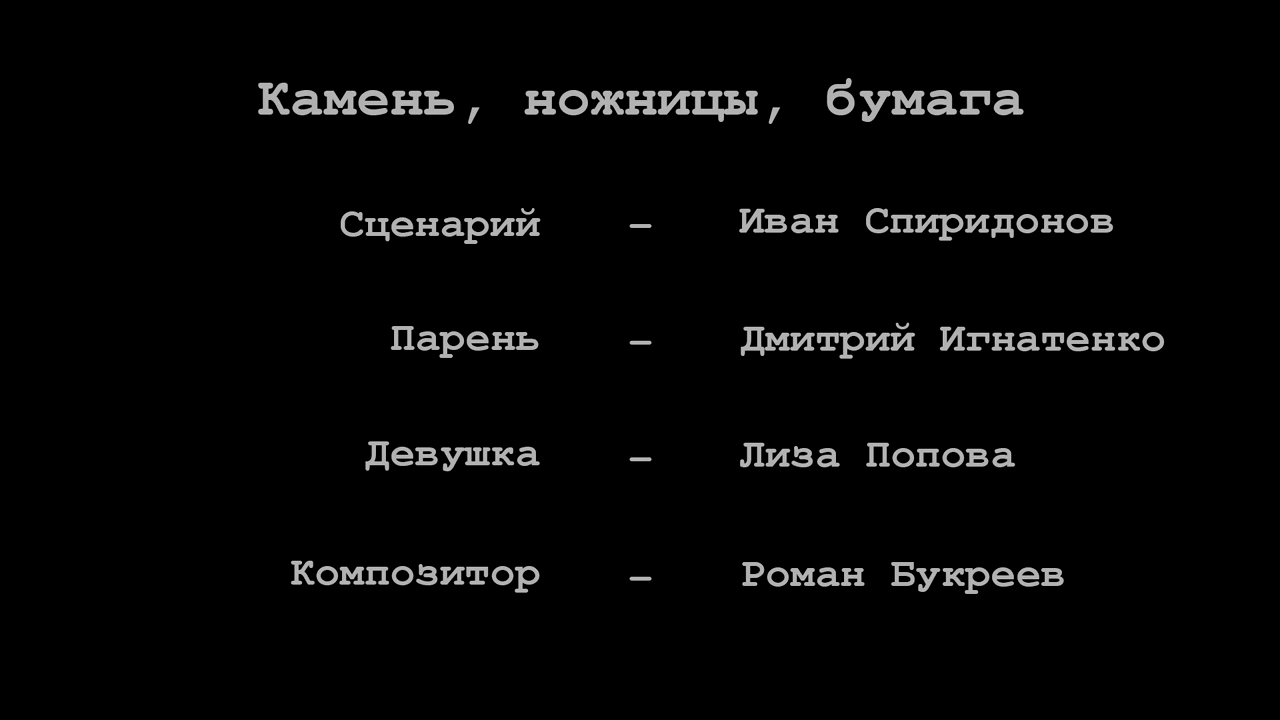 Камень, ножницы, бумага
Сценарий – Иван Спиридонов
Парень – Дмитрий Игнатенко
Девушка – Лиза Попова
Композитор – Роман Букреев